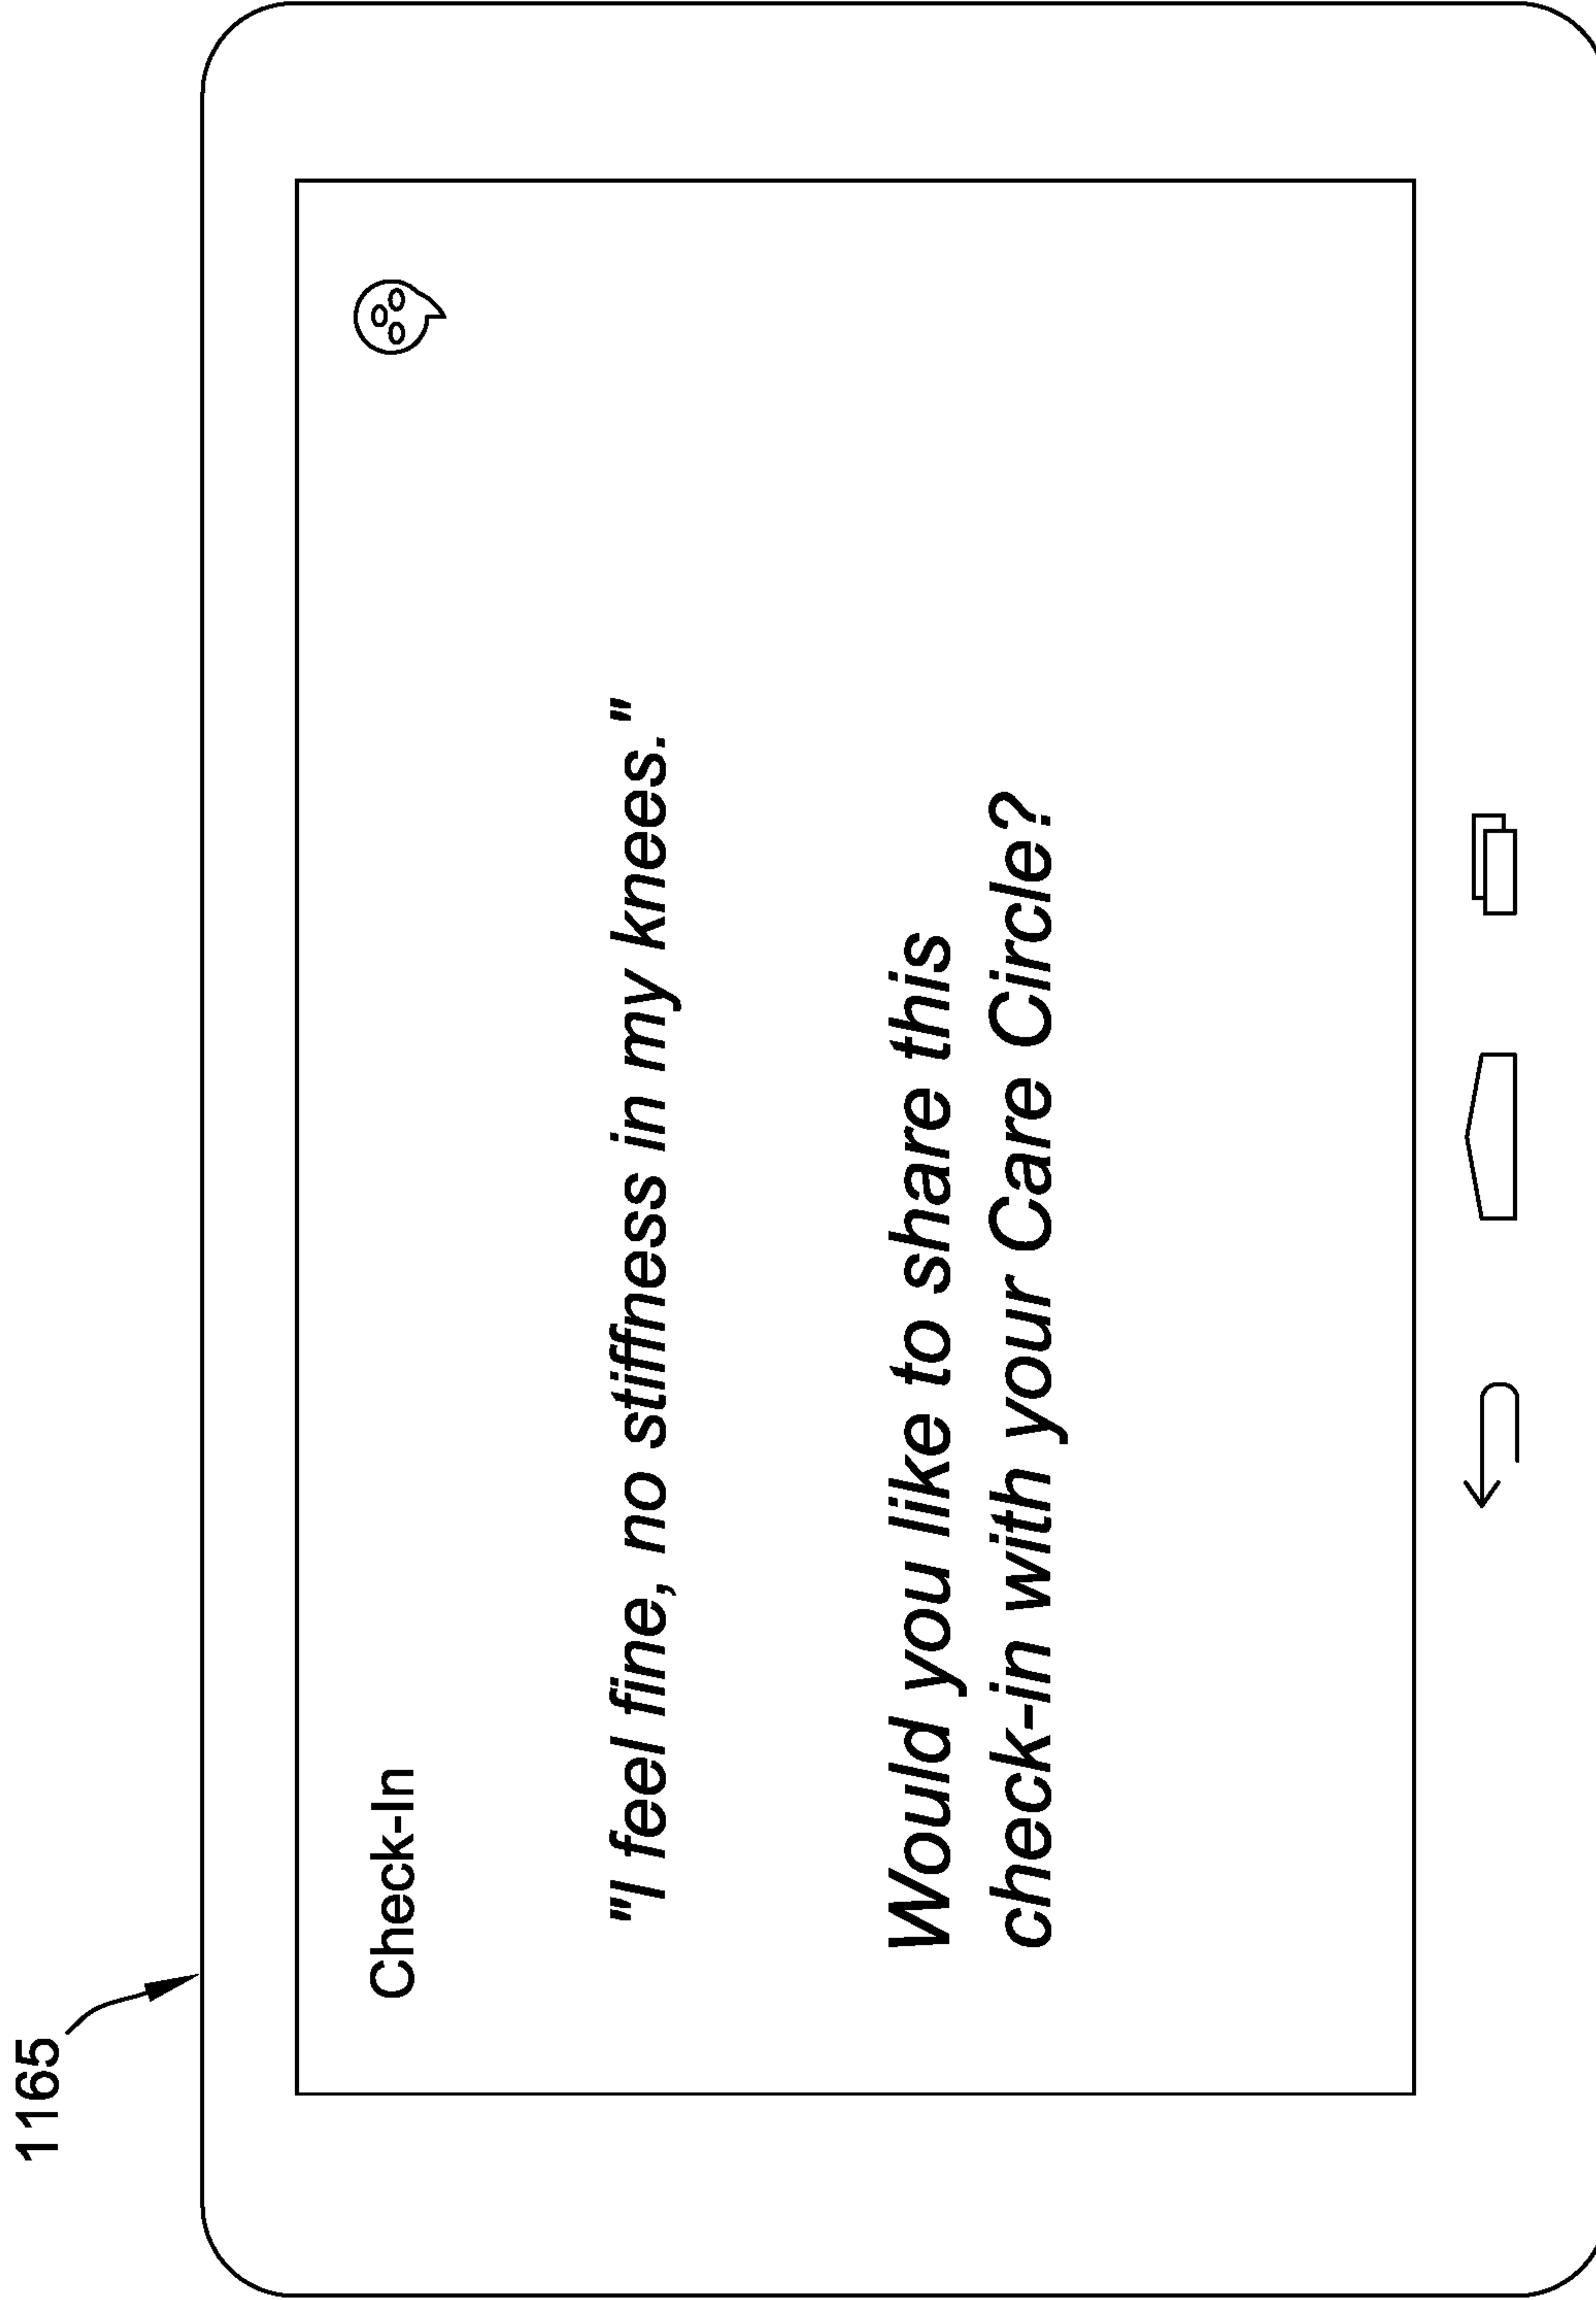 1165
Check-In
"I feel fine, no stiffness in my knees."
Would you like to share this
check-in with your Care Circle?